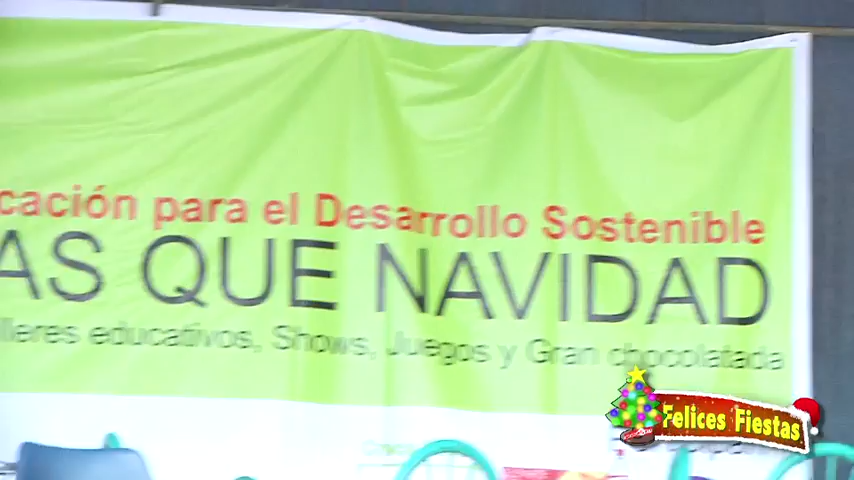 cación para el Desarrollo Sostenible
AS QUE NAVIDAD
lleres educativos, Shows, Juegos y Gran chocolatada
Felices Fiestas